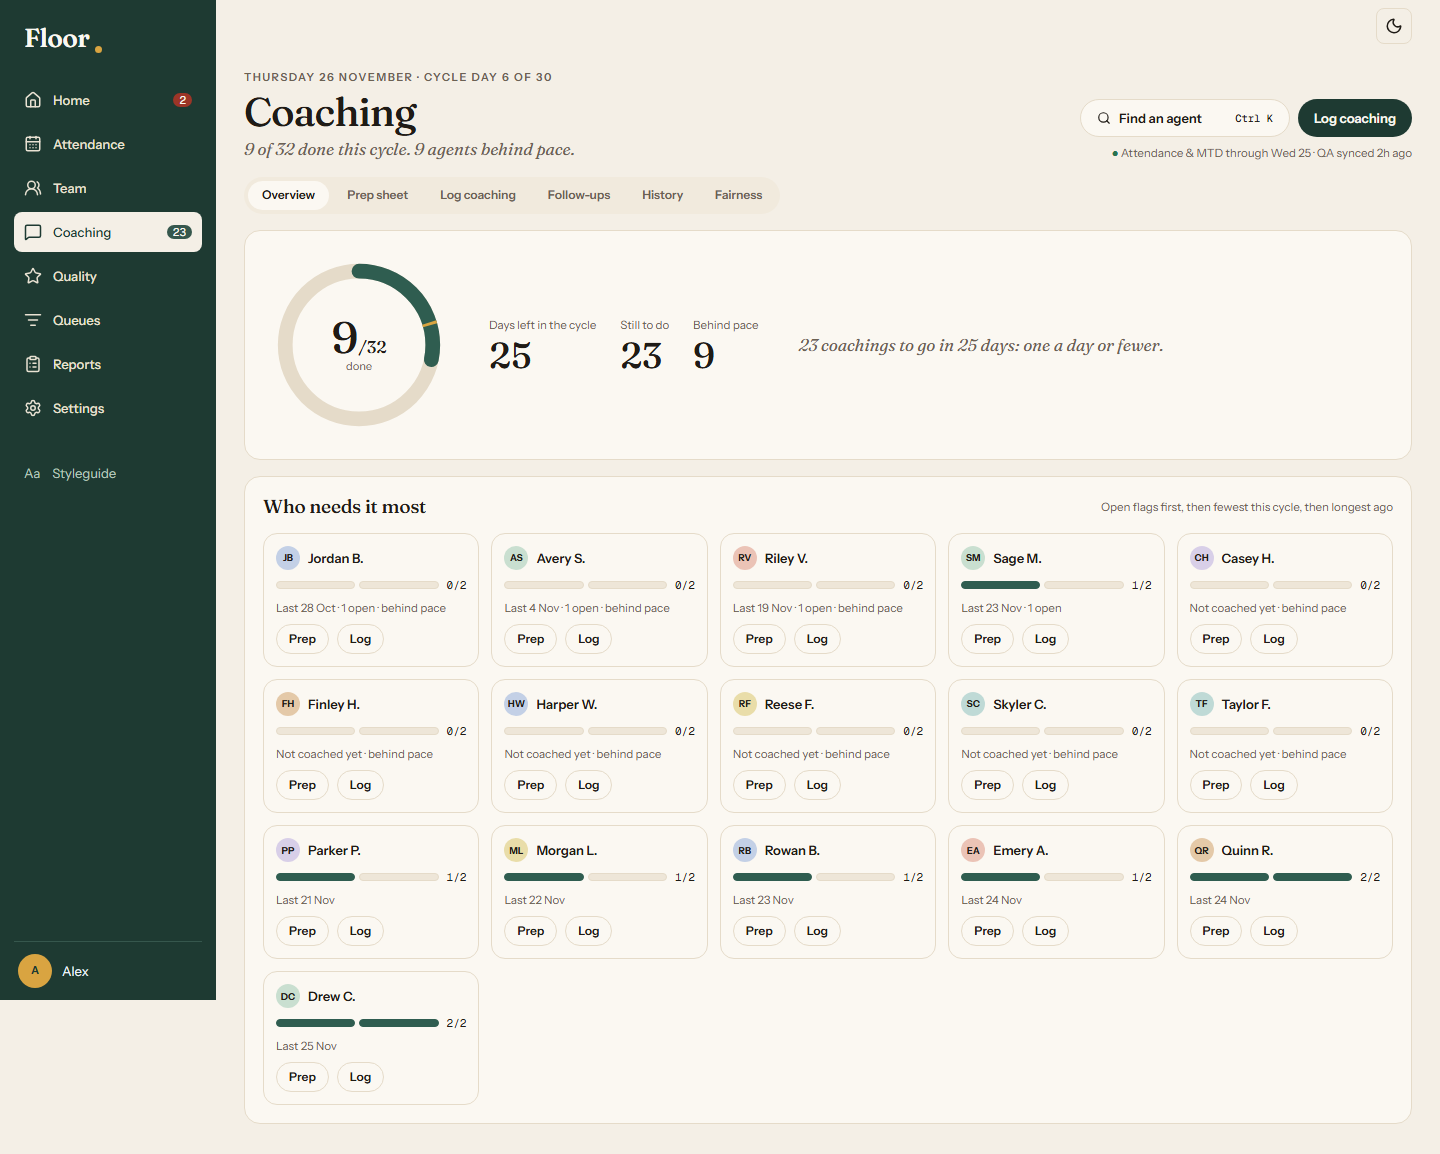 Floor.
Home 2
Attendance
Team
Coaching 23
Quality
Queues
Reports
Settings
Aa Styleguide
A Alex
THURSDAY 26 NOVEMBER · CYCLE DAY 6 OF 30
Coaching
9 of 32 done this cycle. 9 agents behind pace.
Find an agent Ctrl K
Log coaching
Attendance & MTD through Wed 25 · QA synced 2h ago
Overview Prep sheet Log coaching Follow-ups History Fairness
9/32
done
Days left in the cycle
25
Still to do
23
Behind pace
9
23 coachings to go in 25 days: one a day or fewer.
Who needs it most
Open flags first, then fewest this cycle, then longest ago
JB Jordan B.
0/2
Last 28 Oct · 1 open · behind pace
Prep Log
AS Avery S.
0/2
Last 4 Nov · 1 open · behind pace
Prep Log
RV Riley V.
0/2
Last 19 Nov · 1 open · behind pace
Prep Log
SM Sage M.
1/2
Last 23 Nov · 1 open
Prep Log
CH Casey H.
0/2
Not coached yet · behind pace
Prep Log
FH Finley H.
0/2
Not coached yet · behind pace
Prep Log
HW Harper W.
0/2
Not coached yet · behind pace
Prep Log
RF Reese F.
0/2
Not coached yet · behind pace
Prep Log
SC Skyler C.
0/2
Not coached yet · behind pace
Prep Log
TF Taylor F.
0/2
Not coached yet · behind pace
Prep Log
PP Parker P.
1/2
Last 21 Nov
Prep Log
ML Morgan L.
1/2
Last 22 Nov
Prep Log
RB Rowan B.
1/2
Last 23 Nov
Prep Log
EA Emery A.
1/2
Last 24 Nov
Prep Log
QR Quinn R.
2/2
Last 24 Nov
Prep Log
DC Drew C.
2/2
Last 25 Nov
Prep Log